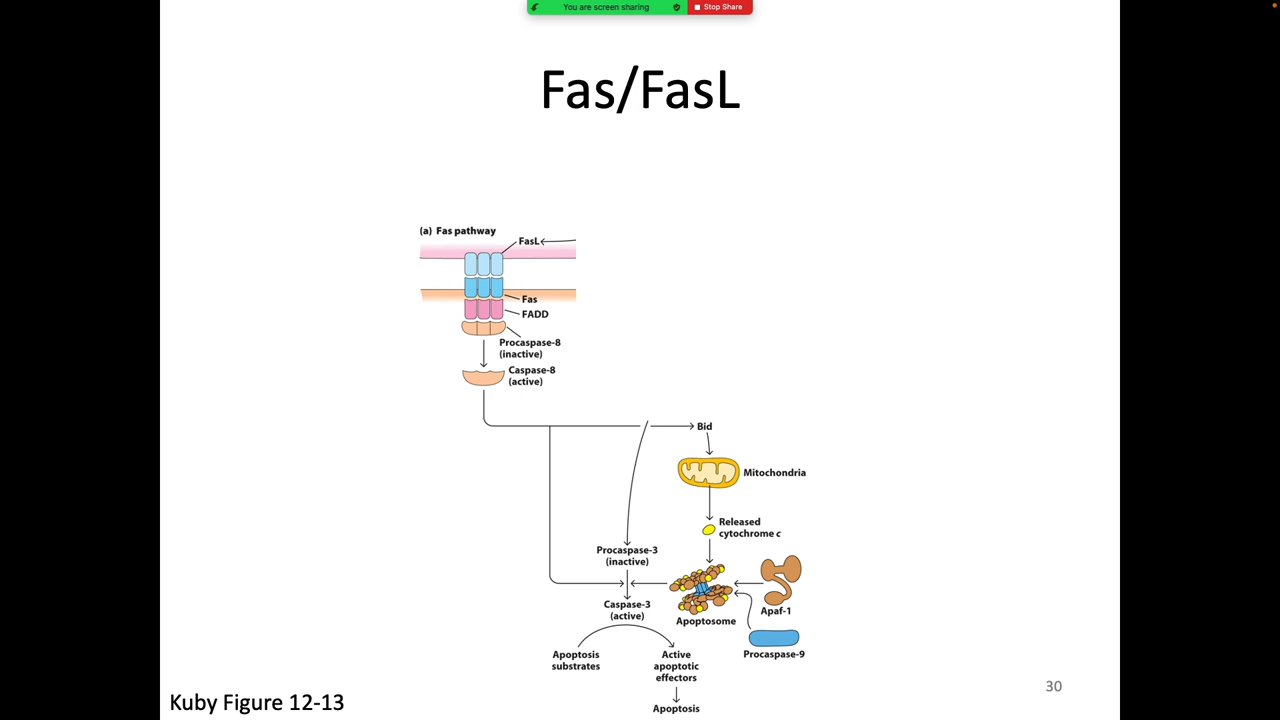 You are screen sharing
Stop Share
Fas/FasL
(a) Fas pathway
FasL
Fas
FADD
Procaspase-8
(inactive)
Caspase-8
(active)
Bid
Mitochondria
Released
cytochrome c
Procaspase-3
(inactive)
Caspase-3
(active)
Apoptosome
Apaf-1
Procaspase-9
Apoptosis
substrates
Active
apoptotic
effectors
Apoptosis
Kuby Figure 12-13
30